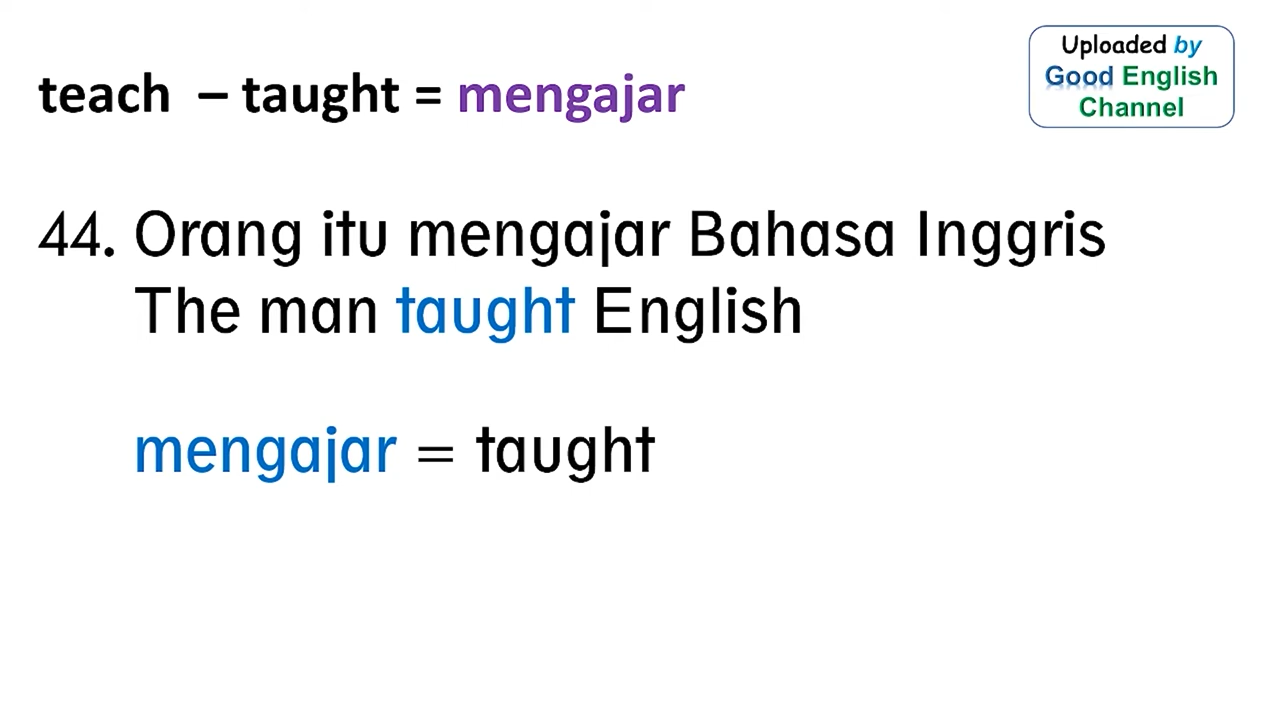 Uploaded by
Good English
Channel
teach – taught = mengajar
44. Orang itu mengajar Bahasa Inggris
The man taught English
mengajar = taught